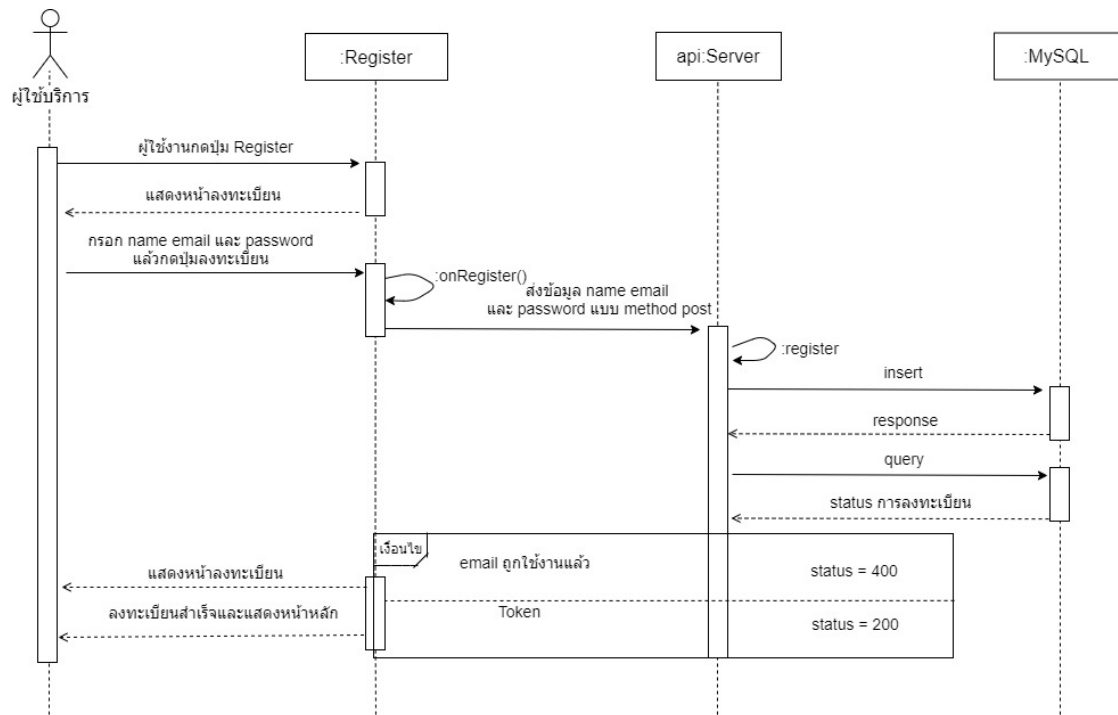 :Register
api:Server
:MySQL
ผู้ใช้บริการ
ผู้ใช้งานกดปุ่ม Register
แสดงหน้าลงทะเบียน
กรอก name email และ password
แล้วกดปุ่มลงทะเบียน
:onRegister()
ส่งข้อมูล name email
และ password แบบ method post
:register
insert
response
query
status การลงทะเบียน
เงื่อนไข
email ถูกใช้งานแล้ว
status = 400
แสดงหน้าลงทะเบียน
Token
ลงทะเบียนสำเร็จและแสดงหน้าหลัก
status = 200